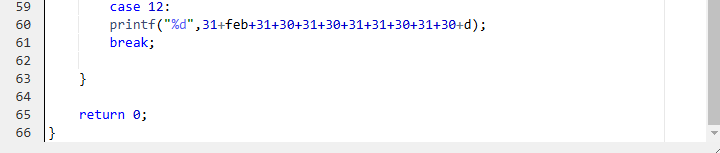 59 case 12:
60 printf("%d",31+feb+31+30+31+30+31+31+30+31+30+d);
61 break;
62
63 }
64
65 return 0;
66 }